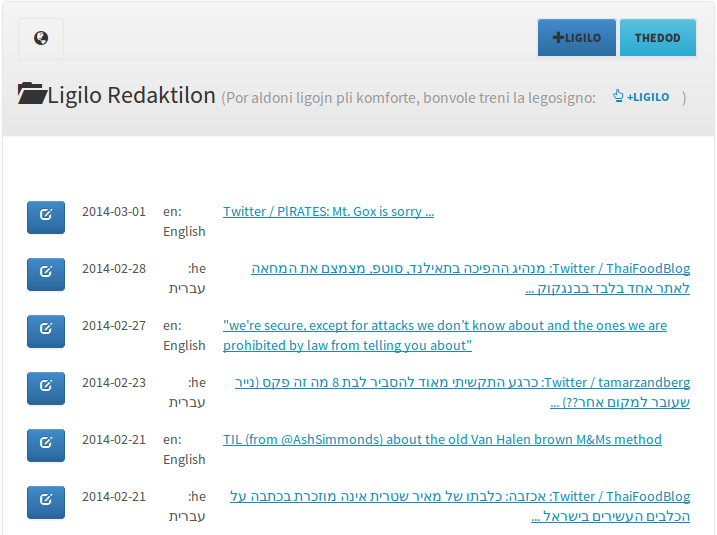 +LIGILO
THEDOD
Ligilo Redaktilon (Por aldoni ligojn pli komforte, bonvole treni la legosigno: +LIGILO )
2014-03-01 en: Twitter / PlRATES: Mt. Gox is sorry ...
English
2014-02-28 he: Twitter / ThaiFoodBlog: מנהיג ההפיכה בתאילנד, סוטפ, מצמצם את המחאה
עברית לאתר אחד בלבד בבנגקוק ...
2014-02-27 en: "we're secure, except for attacks we don't know about and the ones we are
English prohibited by law from telling you about"
2014-02-23 he: Twitter / tamarzandberg: כרגע התקשיתי מאוד להסביר לבת 8 מה זה פקס (נייר
עברית שעובר למקום אחר??) ...
2014-02-21 en: TIL (from @AshSimmonds) about the old Van Halen brown M&Ms method
English
2014-02-21 he: Twitter / ThaiFoodBlog: אכזבה: כלבתו של מאיר שטרית אינה מוזכרת בכתבה על
עברית הכלבים העשירים בישראל ...